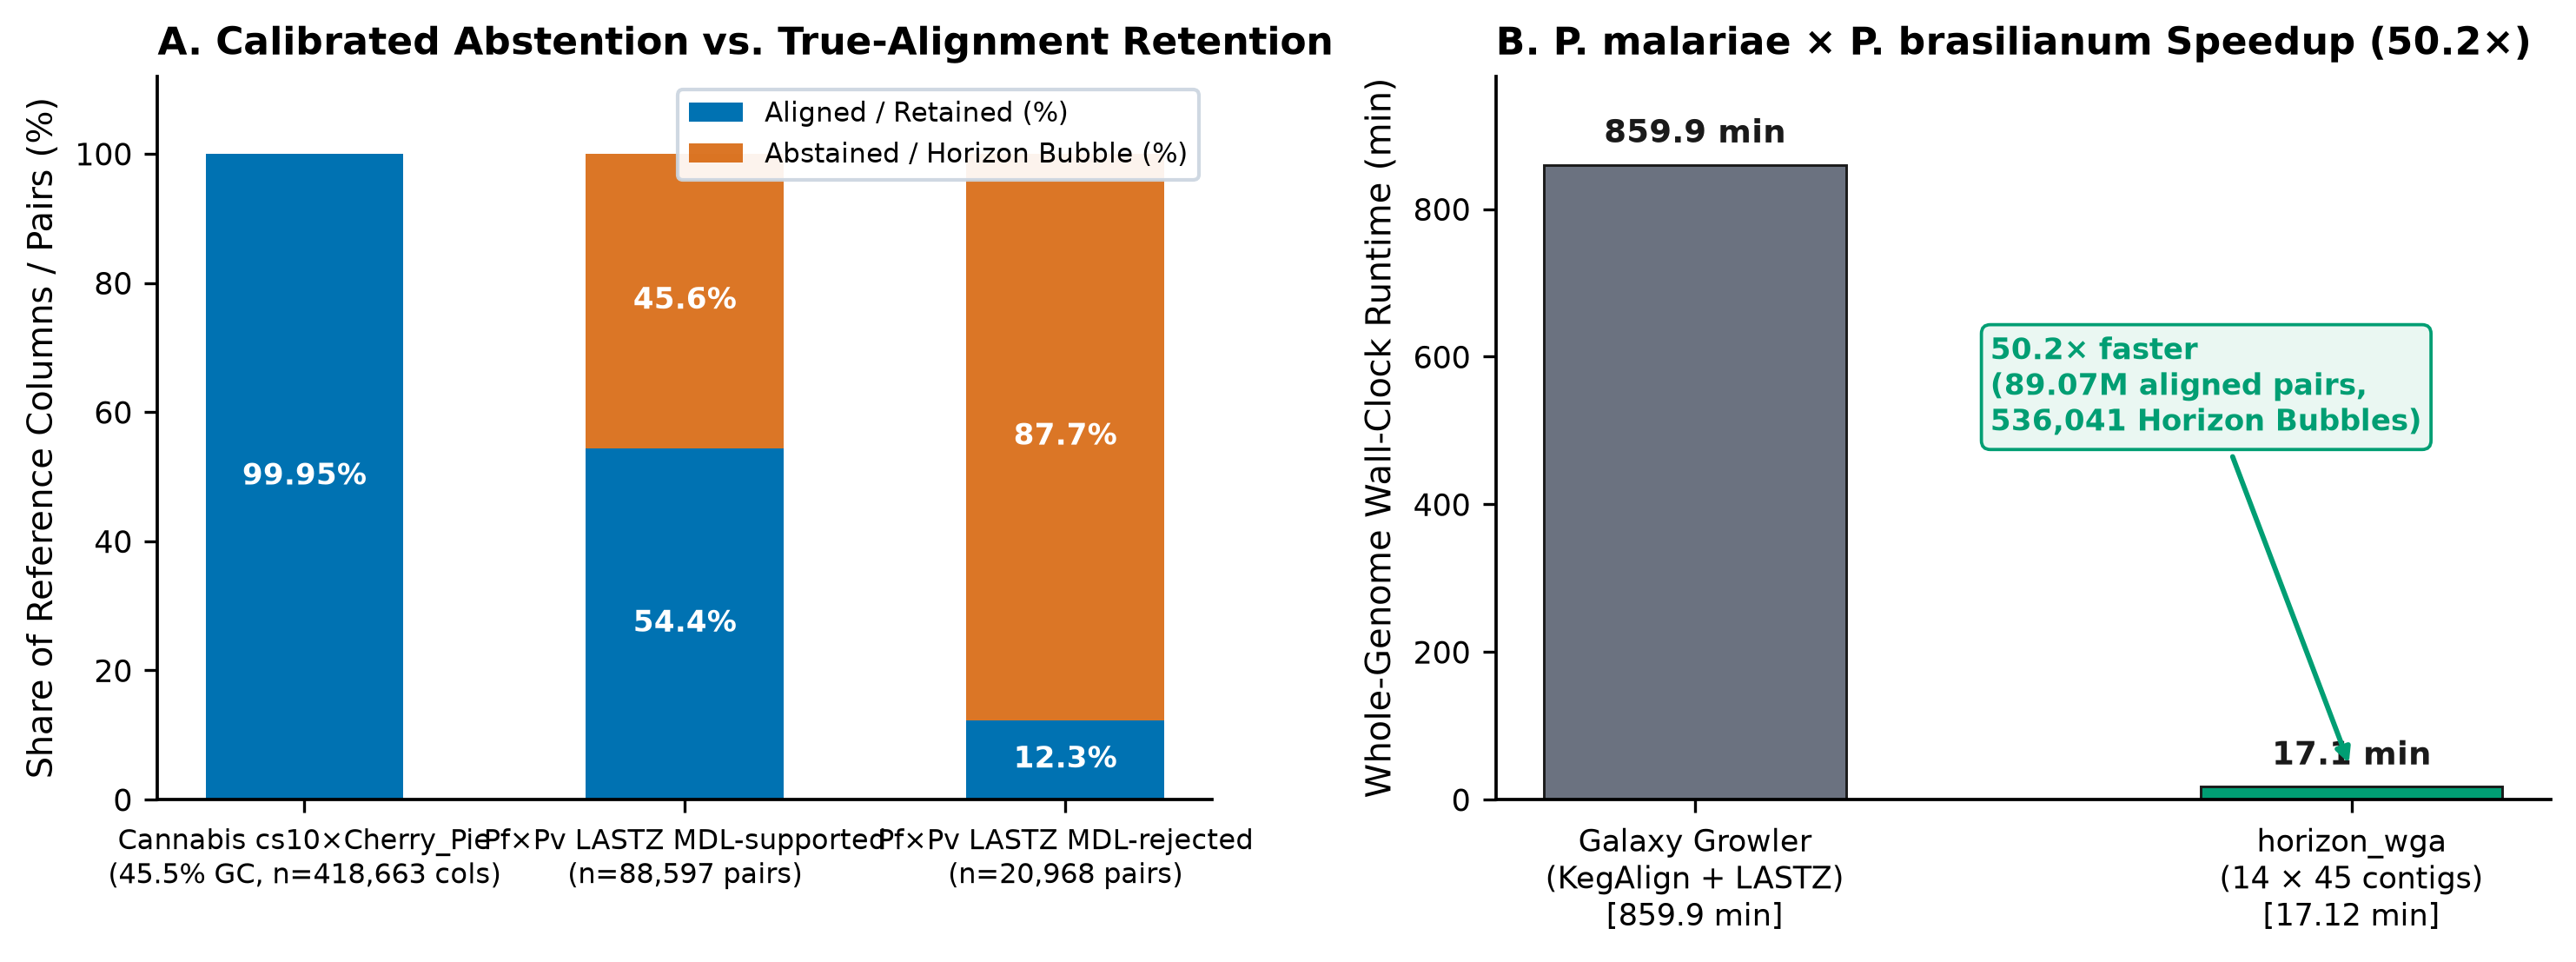 A. Calibrated Abstention vs. True-Alignment Retention
Share of Reference Columns / Pairs (%)
100
80
60
40
20
0
Aligned / Retained (%)
Abstained / Horizon Bubble (%)
99.95%
45.6%
54.4%
87.7%
12.3%
Cannabis cs10×Cherry_Pie
(45.5% GC, n=418,663 cols)
Pf×Pv LASTZ MDL-supported
(n=88,597 pairs)
Pf×Pv LASTZ MDL-rejected
(n=20,968 pairs)
B. P. malariae × P. brasilianum Speedup (50.2×)
Whole-Genome Wall-Clock Runtime (min)
800
600
400
200
0
859.9 min
50.2× faster
(89.07M aligned pairs,
536,041 Horizon Bubbles)
17.1 min
Galaxy Growler
(KegAlign + LASTZ)
[859.9 min]
horizon_wga
(14 × 45 contigs)
[17.12 min]